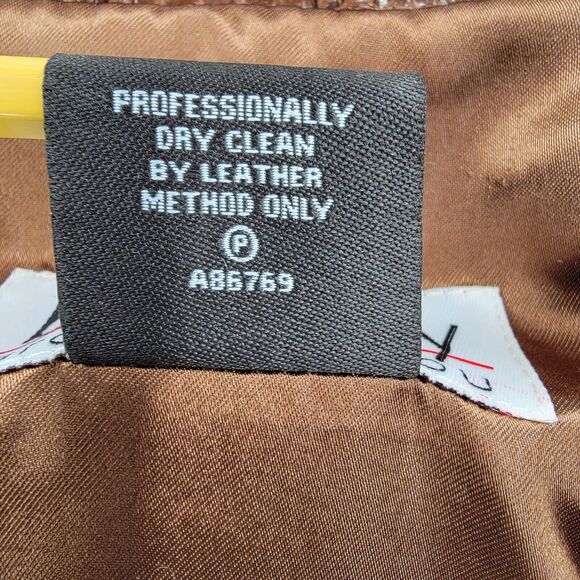 PROFESSIONALLY
DRY CLEAN
BY LEATHER
METHOD ONLY
P
A86769